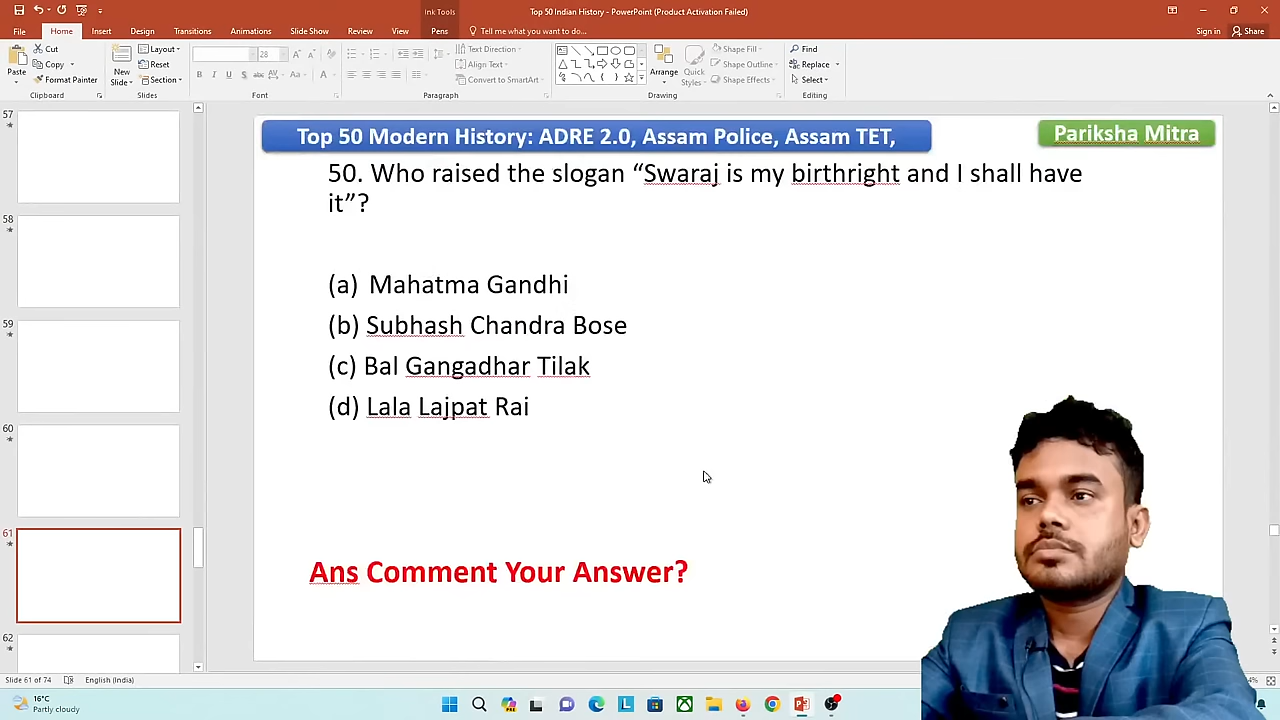 Ink Tools
Top 50 Indian History - PowerPoint (Product Activation Failed)
File Home Insert Design Transitions Animations Slide Show Review View Pens Tell me what you want to do... Sign in Share
Paste
Cut
Copy
Format Painter
Clipboard
New Slide
Layout
Reset
Section
Slides
28
B I U S abc AV Aa A
Font
Text Direction
Align Text
Convert to SmartArt
Paragraph
Arrange
Quick Styles
Shape Fill
Shape Outline
Shape Effects
Drawing
Find
Replace
Select
Editing
57
58
59
60
61
62
Top 50 Modern History: ADRE 2.0, Assam Police, Assam TET,
Pariksha Mitra
50. Who raised the slogan “Swaraj is my birthright and I shall have
it”?
(a) Mahatma Gandhi
(b) Subhash Chandra Bose
(c) Bal Gangadhar Tilak
(d) Lala Lajpat Rai
Ans Comment Your Answer?
Slide 61 of 74 English (India)
16°C
Partly cloudy